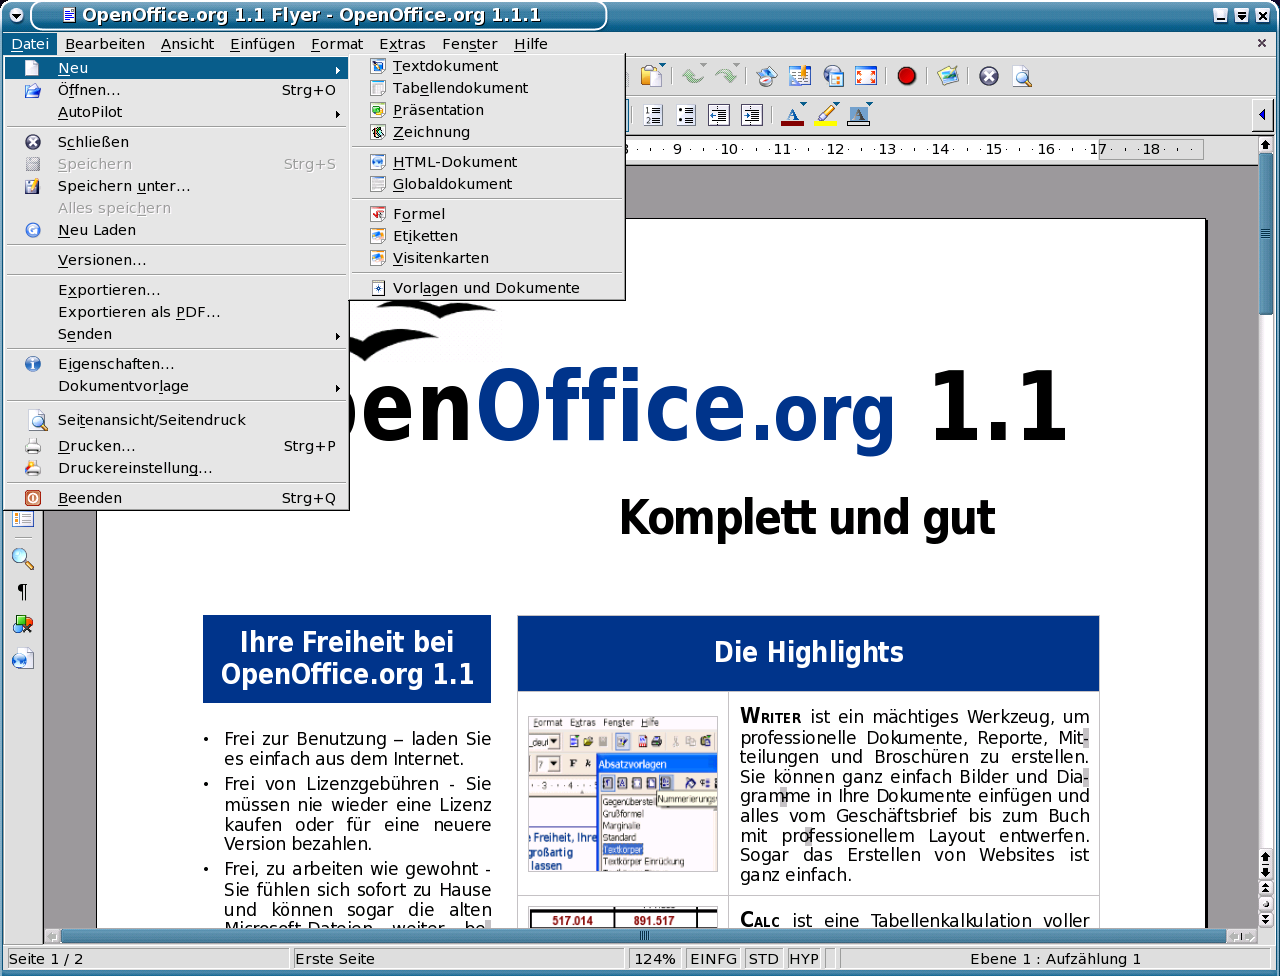 OpenOffice.org 1.1 Flyer - OpenOffice.org 1.1.1
Datei Bearbeiten Ansicht Einfügen Format Extras Fenster Hilfe
Neu
Öffnen... Strg+O
AutoPilot
Schließen
Speichern Strg+S
Speichern unter...
Alles speichern
Neu Laden
Versionen...
Exportieren...
Exportieren als PDF...
Senden
Eigenschaften...
Dokumentvorlage
Seitenansicht/Seitendruck
Drucken... Strg+P
Druckereinstellung...
Beenden Strg+Q
Textdokument
Tabellendokument
Präsentation
Zeichnung
HTML-Dokument
Globaldokument
Formel
Etiketten
Visitenkarten
Vorlagen und Dokumente
9 10 11 12 13 14 15 16 17 18
enOffice.org 1.1
Komplett und gut
Ihre Freiheit bei
OpenOffice.org 1.1
• Frei zur Benutzung – laden Sie
es einfach aus dem Internet.
• Frei von Lizenzgebühren - Sie
müssen nie wieder eine Lizenz
kaufen oder für eine neuere
Version bezahlen.
• Frei, zu arbeiten wie gewohnt -
Sie fühlen sich sofort zu Hause
und können sogar die alten
Microsoft-Dateien weiter be-
Die Highlights
Format Extras Fenster Hilfe
Absatzvorlagen
Gegenüberstel
Nummerierungs
Grußformel
Marginalie
Standard
Textkörper
Textkörper Einrückung
e Freiheit, Ihre
großartig
lassen
WRITER ist ein mächtiges Werkzeug, um
professionelle Dokumente, Reporte, Mit-
teilungen und Broschüren zu erstellen.
Sie können ganz einfach Bilder und Dia-
gramme in Ihre Dokumente einfügen und
alles vom Geschäftsbrief bis zum Buch
mit professionellem Layout entwerfen.
Sogar das Erstellen von Websites ist
ganz einfach.
517.014 891.517
CALC ist eine Tabellenkalkulation voller
Seite 1 / 2 Erste Seite 124% EINFG STD HYP Ebene 1 : Aufzählung 1